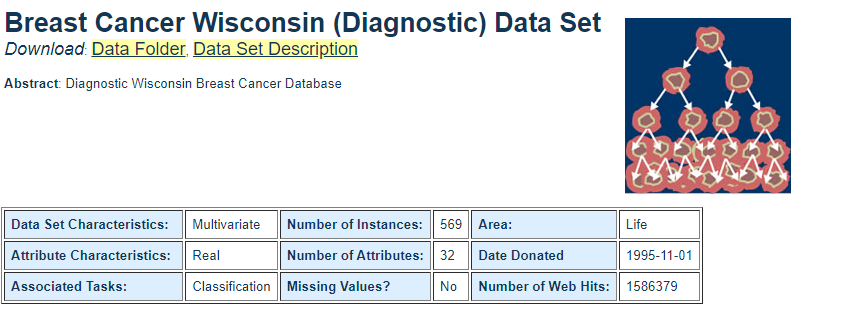 Breast Cancer Wisconsin (Diagnostic) Data Set
Download: Data Folder, Data Set Description
Abstract: Diagnostic Wisconsin Breast Cancer Database
Data Set Characteristics: Multivariate Number of Instances: 569 Area: Life
Attribute Characteristics: Real Number of Attributes: 32 Date Donated 1995-11-01
Associated Tasks: Classification Missing Values? No Number of Web Hits: 1586379